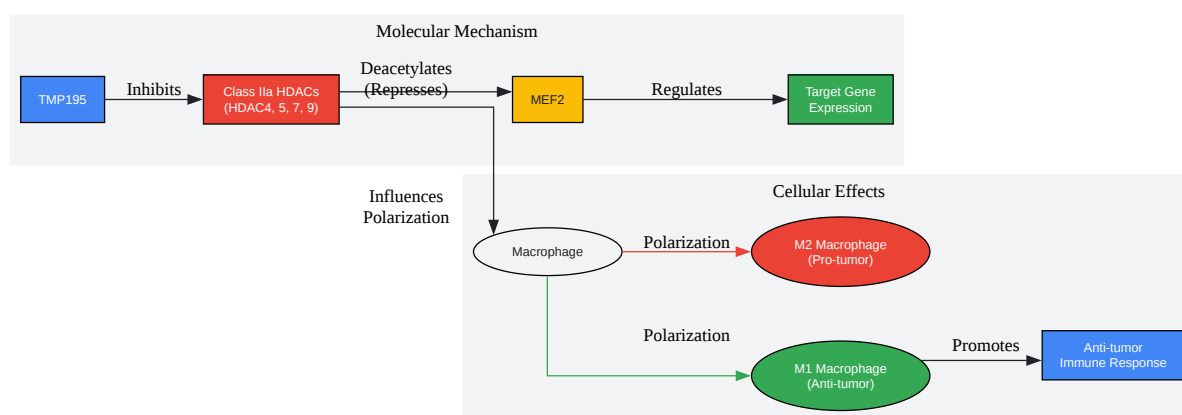 Molecular Mechanism
TMP195
Inhibits
Class IIa HDACs
(HDAC4, 5, 7, 9)
Deacetylates
(Represses)
MEF2
Regulates
Target Gene
Expression
Influences
Polarization
Cellular Effects
Macrophage
Polarization
M2 Macrophage
(Pro-tumor)
Polarization
M1 Macrophage
(Anti-tumor)
Promotes
Anti-tumor
Immune Response